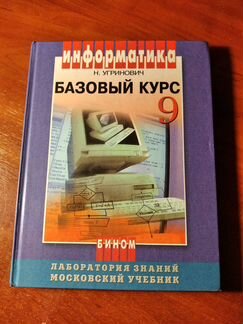 информатика
Н. УГРИНОВИЧ
БАЗОВЫЙ КУРС
9
БИНОМ
ЛАБОРАТОРИЯ ЗНАНИЙ
МОСКОВСКИЙ УЧЕБНИК